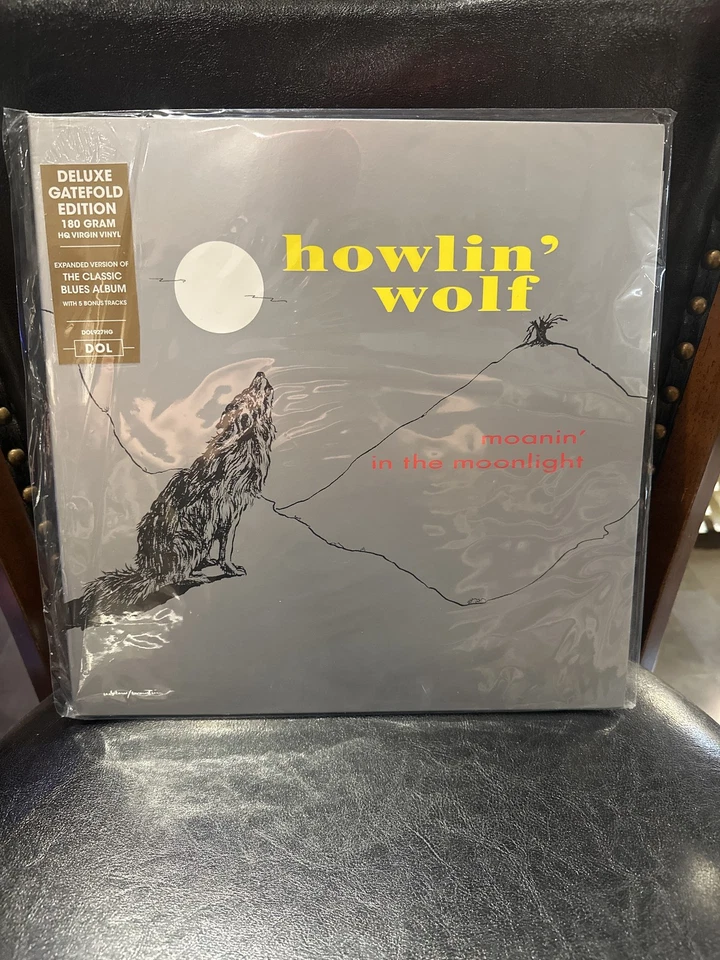 DELUXE
GATEFOLD
EDITION
180 GRAM
HQ VIRGIN VINYL
EXPANDED VERSION OF
THE CLASSIC
BLUES ALBUM
WITH 5 BONUS TRACKS
DOL927HG
DOL
howlin'
wolf
moanin'
in the moonlight